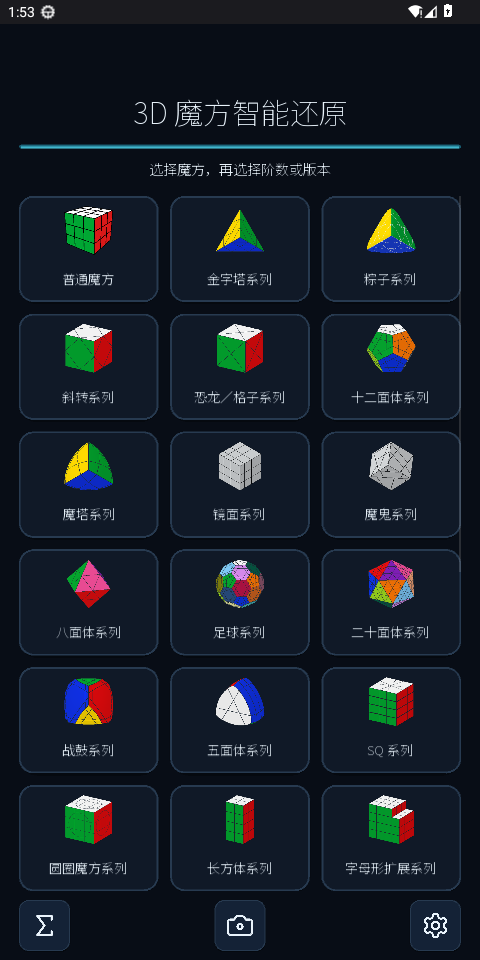 1:53
3D 魔方智能还原
选择魔方，再选择阶数或版本
普通魔方
金字塔系列
粽子系列
斜转系列
恐龙／格子系列
十二面体系列
魔塔系列
镜面系列
魔鬼系列
八面体系列
足球系列
二十面体系列
战鼓系列
五面体系列
SQ 系列
圆圈魔方系列
长方体系列
字母形扩展系列